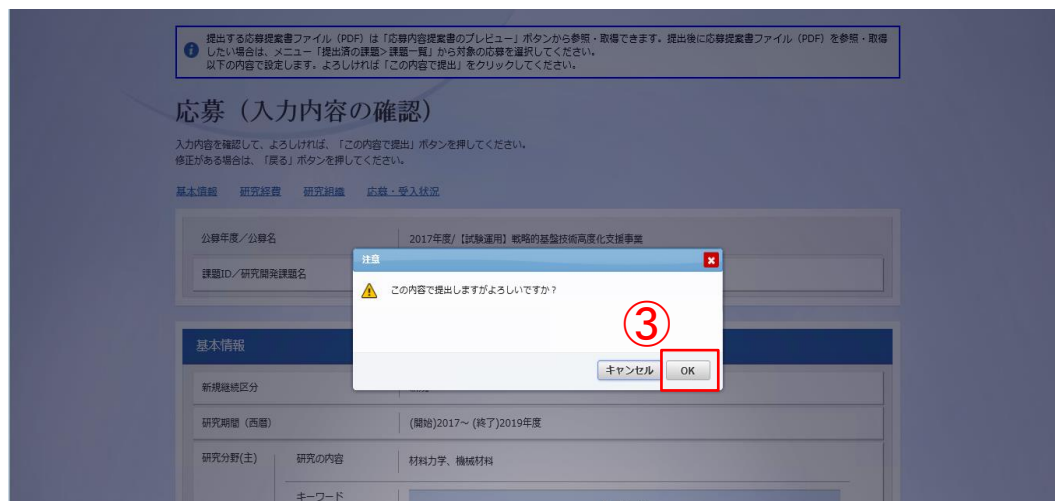 提出する応募提案書ファイル（PDF）は「応募内容提案書のプレビュー」ボタンから参照・取得できます。提出後に応募提案書ファイル（PDF）を参照・取得
したい場合は、メニュー「提出済の課題>課題一覧」から対象の応募を選択してください。
以下の内容で設定します。よろしければ「この内容で提出」をクリックしてください。
応募（入力内容の確認）
入力内容を確認して、よろしければ、「この内容で提出」ボタンを押してください。
修正がある場合は、「戻る」ボタンを押してください。
基本情報 研究経費 研究組織 応募・受入状況
公募年度／公募名 2017年度/【試験運用】戦略的基盤技術高度化支援事業
課題ID／研究開発課題名
注意
この内容で提出しますがよろしいですか？
③
キャンセル OK
基本情報
新規継続区分
研究期間（西暦） (開始)2017～ (終了)2019年度
研究分野(主) 研究の内容 材料力学、機械材料
キーワード